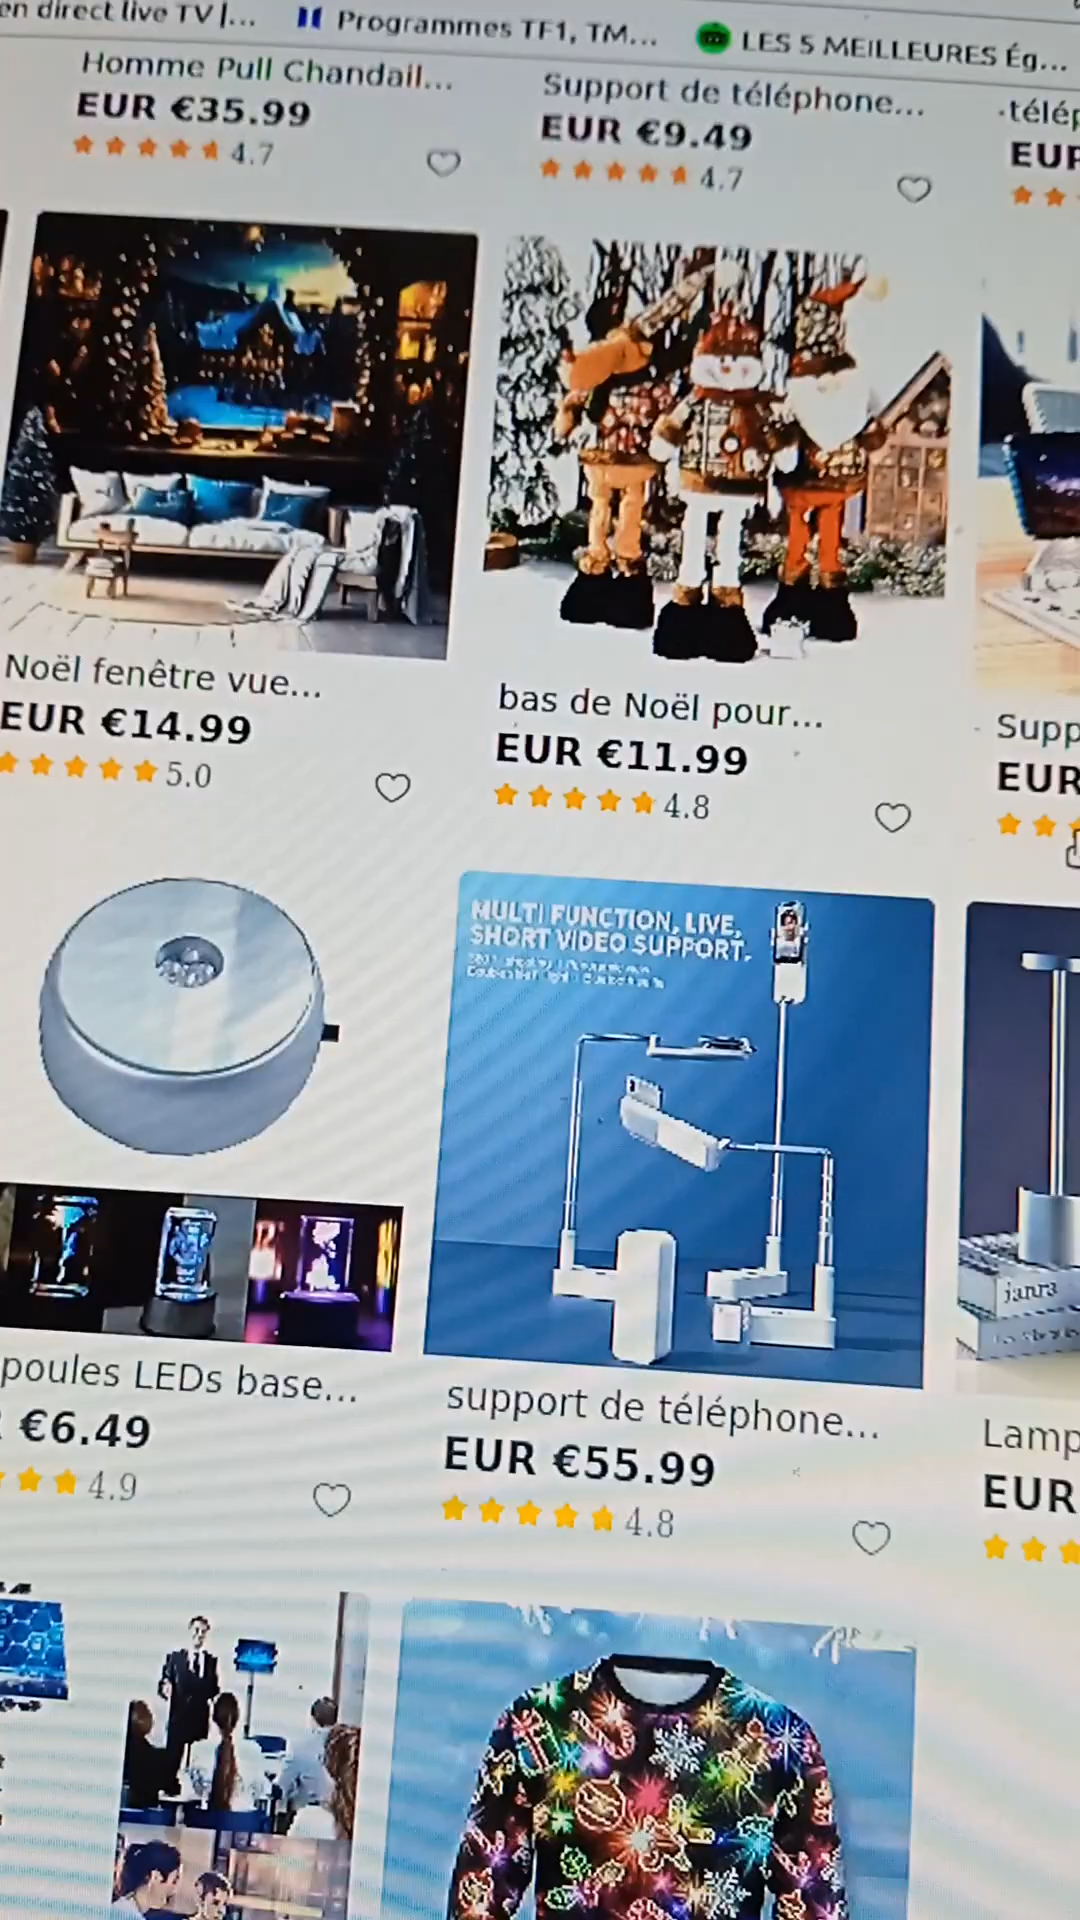 en direct live TV |...
Programmes TF1, TM...
LES 5 MEILLEURES Ég...
Homme Pull Chandail...
EUR €35.99
4.7
Support de téléphone...
EUR €9.49
4.7
Noël fenêtre vue...
EUR €14.99
5.0
bas de Noël pour...
EUR €11.99
4.8
Supp
EUR
MULTI FUNCTION, LIVE,
SHORT VIDEO SUPPORT.
janra
poules LEDs base...
€6.49
4.9
support de téléphone...
EUR €55.99
4.8
Lamp
EUR